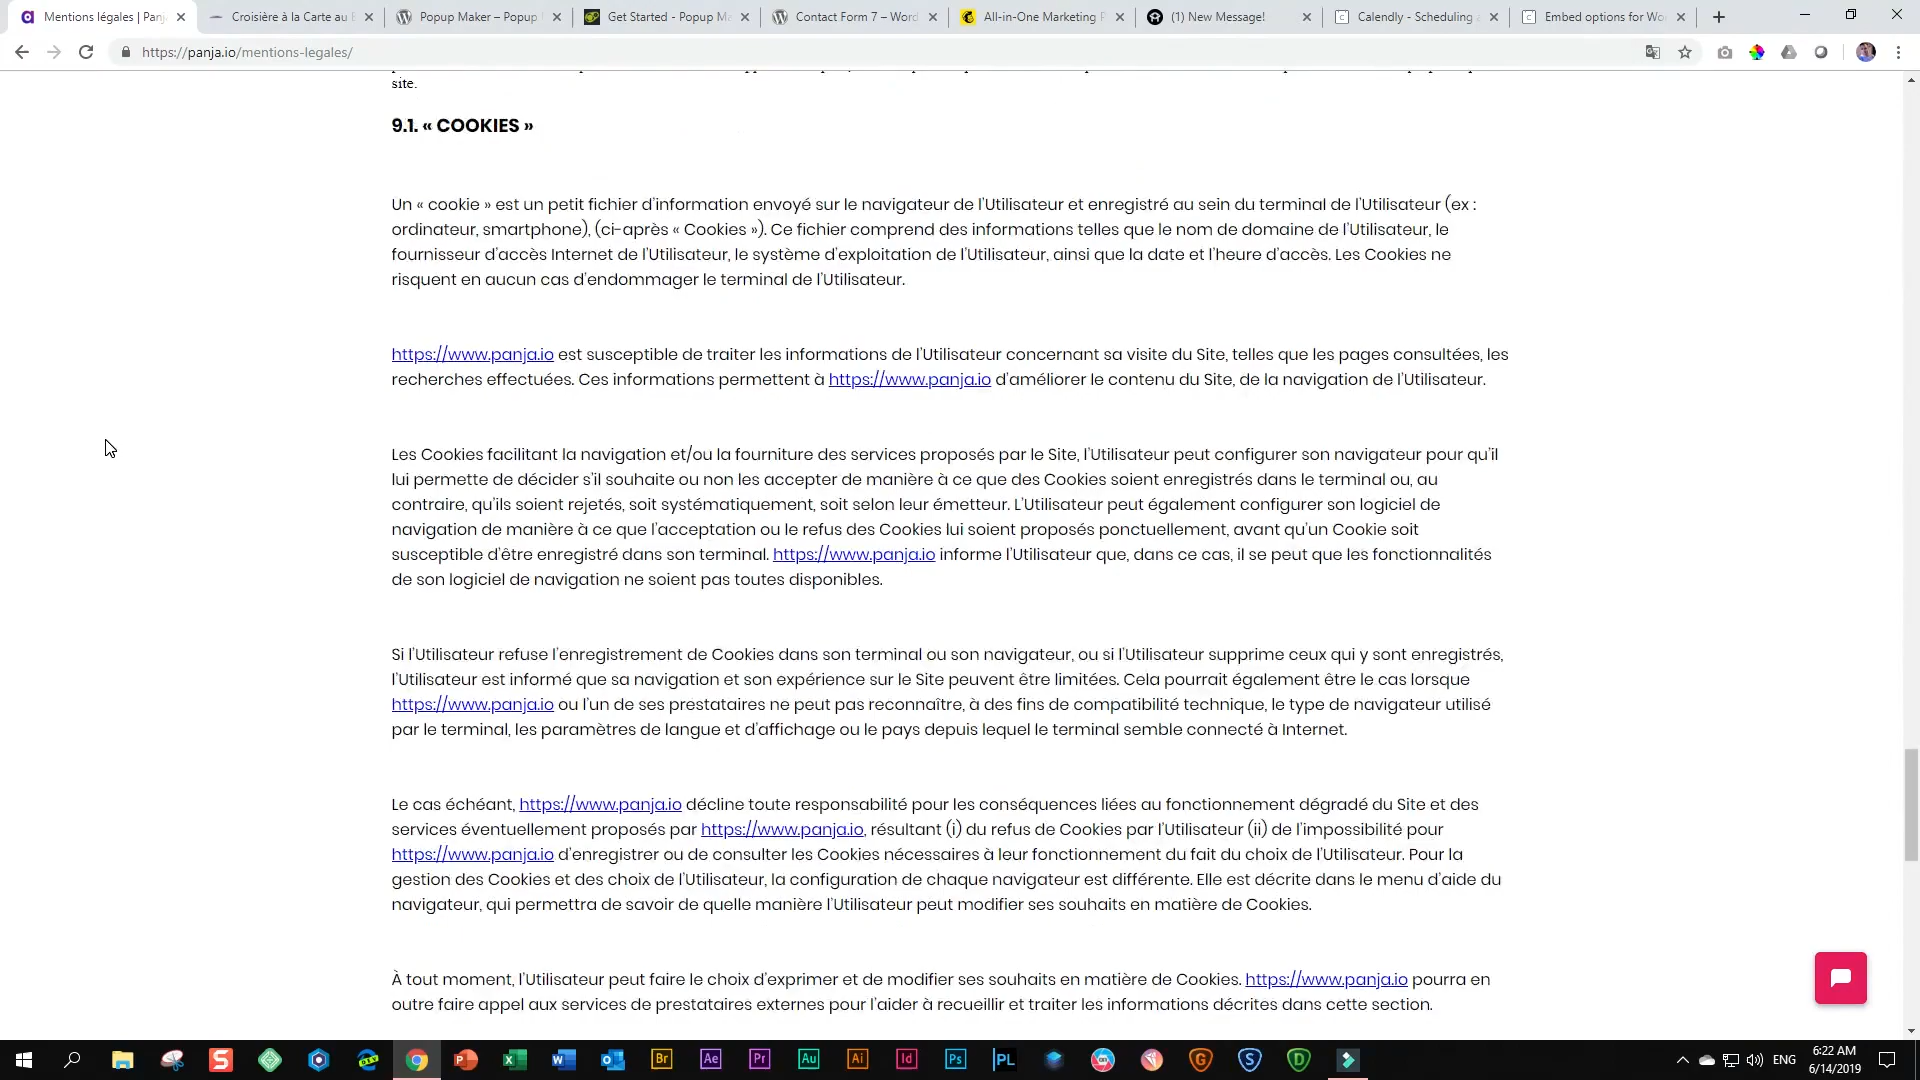 Mentions légales | Panj
Croisière à la Carte au
Popup Maker – Popup
Get Started - Popup Ma
Contact Form 7 – Word
All-in-One Marketing P
(1) New Message!
Calendly - Scheduling
Embed options for Wo
https://panja.io/mentions-legales/
site.
9.1. « COOKIES »
Un « cookie » est un petit fichier d'information envoyé sur le navigateur de l'Utilisateur et enregistré au sein du terminal de l'Utilisateur (ex :
ordinateur, smartphone), (ci-après « Cookies »). Ce fichier comprend des informations telles que le nom de domaine de l'Utilisateur, le
fournisseur d'accès Internet de l'Utilisateur, le système d'exploitation de l'Utilisateur, ainsi que la date et l'heure d'accès. Les Cookies ne
risquent en aucun cas d'endommager le terminal de l'Utilisateur.
https://www.panja.io est susceptible de traiter les informations de l'Utilisateur concernant sa visite du Site, telles que les pages consultées, les
recherches effectuées. Ces informations permettent à https://www.panja.io d'améliorer le contenu du Site, de la navigation de l'Utilisateur.
Les Cookies facilitant la navigation et/ou la fourniture des services proposés par le Site, l'Utilisateur peut configurer son navigateur pour qu'il
lui permette de décider s'il souhaite ou non les accepter de manière à ce que des Cookies soient enregistrés dans le terminal ou, au
contraire, qu'ils soient rejetés, soit systématiquement, soit selon leur émetteur. L'Utilisateur peut également configurer son logiciel de
navigation de manière à ce que l'acceptation ou le refus des Cookies lui soient proposés ponctuellement, avant qu'un Cookie soit
susceptible d'être enregistré dans son terminal. https://www.panja.io informe l'Utilisateur que, dans ce cas, il se peut que les fonctionnalités
de son logiciel de navigation ne soient pas toutes disponibles.
Si l'Utilisateur refuse l'enregistrement de Cookies dans son terminal ou son navigateur, ou si l'Utilisateur supprime ceux qui y sont enregistrés,
l'Utilisateur est informé que sa navigation et son expérience sur le Site peuvent être limitées. Cela pourrait également être le cas lorsque
https://www.panja.io ou l'un de ses prestataires ne peut pas reconnaître, à des fins de compatibilité technique, le type de navigateur utilisé
par le terminal, les paramètres de langue et d'affichage ou le pays depuis lequel le terminal semble connecté à Internet.
Le cas échéant, https://www.panja.io décline toute responsabilité pour les conséquences liées au fonctionnement dégradé du Site et des
services éventuellement proposés par https://www.panja.io, résultant (i) du refus de Cookies par l'Utilisateur (ii) de l'impossibilité pour
https://www.panja.io d'enregistrer ou de consulter les Cookies nécessaires à leur fonctionnement du fait du choix de l'Utilisateur. Pour la
gestion des Cookies et des choix de l'Utilisateur, la configuration de chaque navigateur est différente. Elle est décrite dans le menu d'aide du
navigateur, qui permettra de savoir de quelle manière l'Utilisateur peut modifier ses souhaits en matière de Cookies.
À tout moment, l'Utilisateur peut faire le choix d'exprimer et de modifier ses souhaits en matière de Cookies. https://www.panja.io pourra en
outre faire appel aux services de prestataires externes pour l'aider à recueillir et traiter les informations décrites dans cette section.
Br Ae Pr Au Ai Id Ps PL
ENG
6:22 AM
6/14/2019